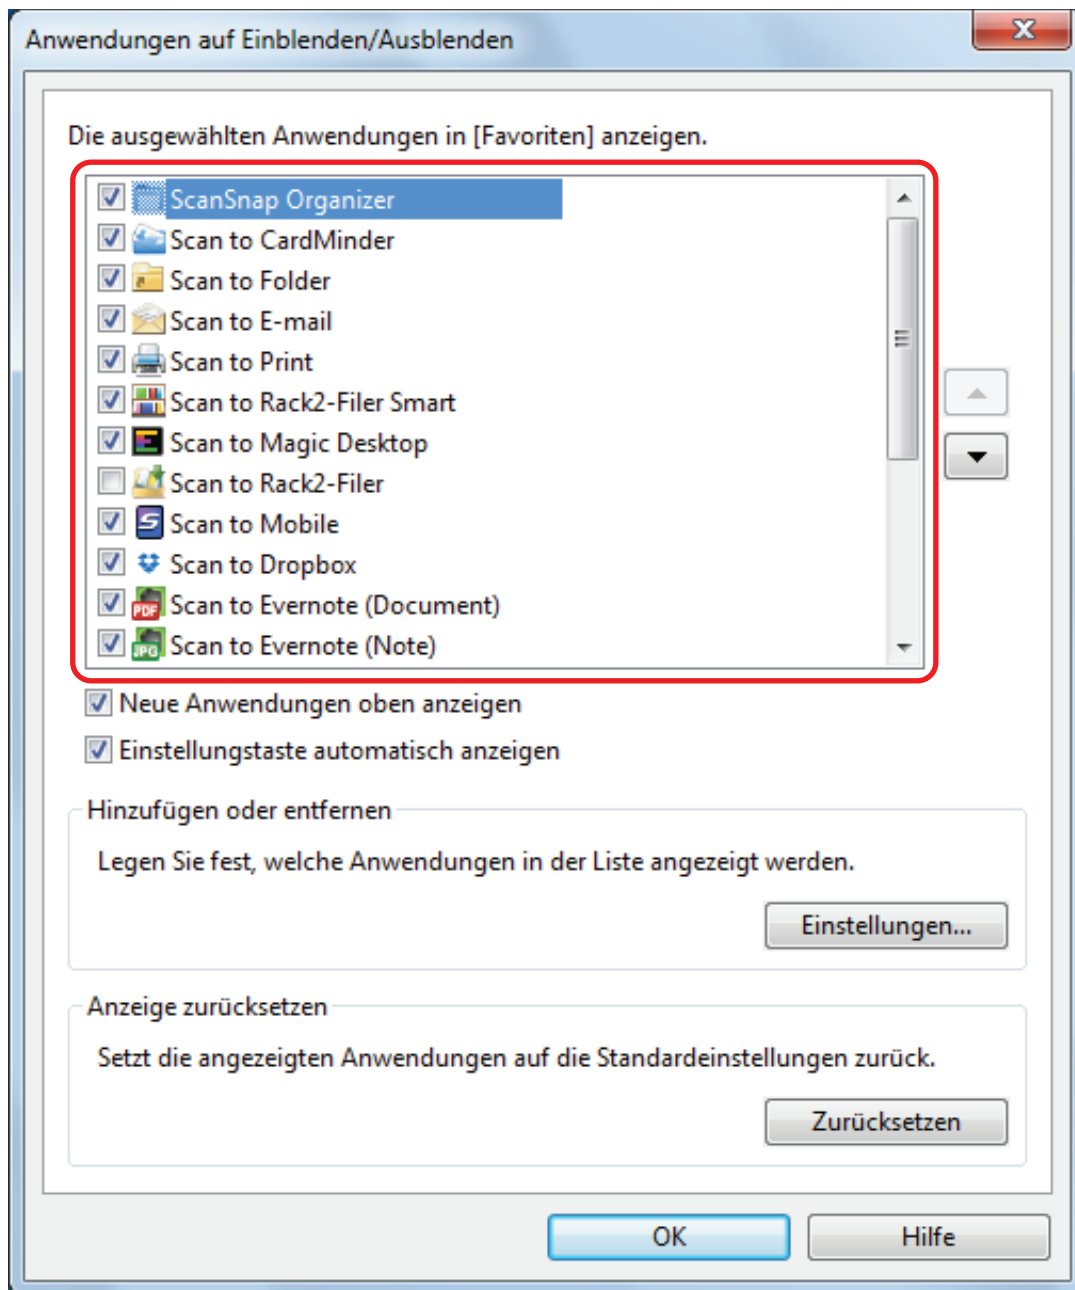 Anwendungen auf Einblenden/Ausblenden
Die ausgewählten Anwendungen in [Favoriten] anzeigen.
ScanSnap Organizer
Scan to CardMinder
Scan to Folder
Scan to E-mail
Scan to Print
Scan to Rack2-Filer Smart
Scan to Magic Desktop
Scan to Rack2-Filer
Scan to Mobile
Scan to Dropbox
PDF Scan to Evernote (Document)
JPG Scan to Evernote (Note)
Neue Anwendungen oben anzeigen
Einstellungstaste automatisch anzeigen
Hinzufügen oder entfernen
Legen Sie fest, welche Anwendungen in der Liste angezeigt werden.
Einstellungen...
Anzeige zurücksetzen
Setzt die angezeigten Anwendungen auf die Standardeinstellungen zurück.
Zurücksetzen
OK Hilfe